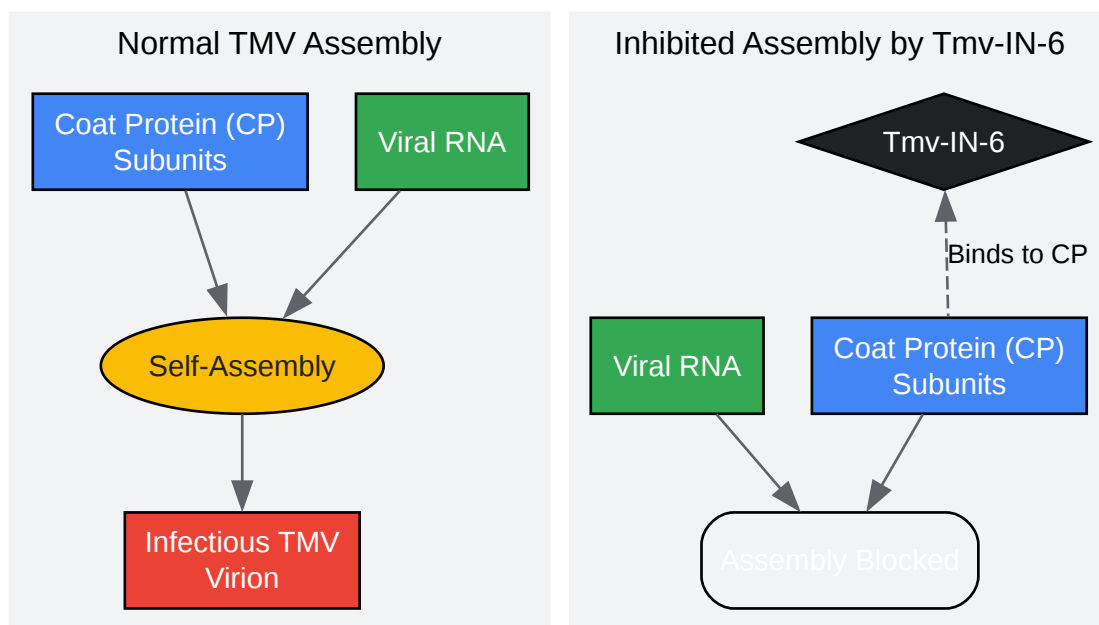 Normal TMV Assembly
Coat Protein (CP)
Subunits
Viral RNA
Self-Assembly
Infectious TMV
Virion
Inhibited Assembly by Tmv-IN-6
Tmv-IN-6
Binds to CP
Viral RNA
Coat Protein (CP)
Subunits
Assembly Blocked